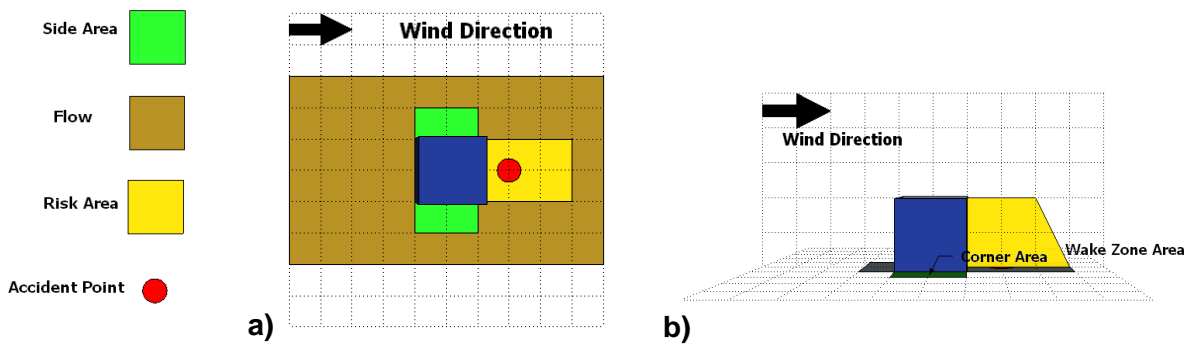 Side Area
Flow
Risk Area
Accident Point
Wind Direction
a)
Wind Direction
Corner Area
Wake Zone Area
b)